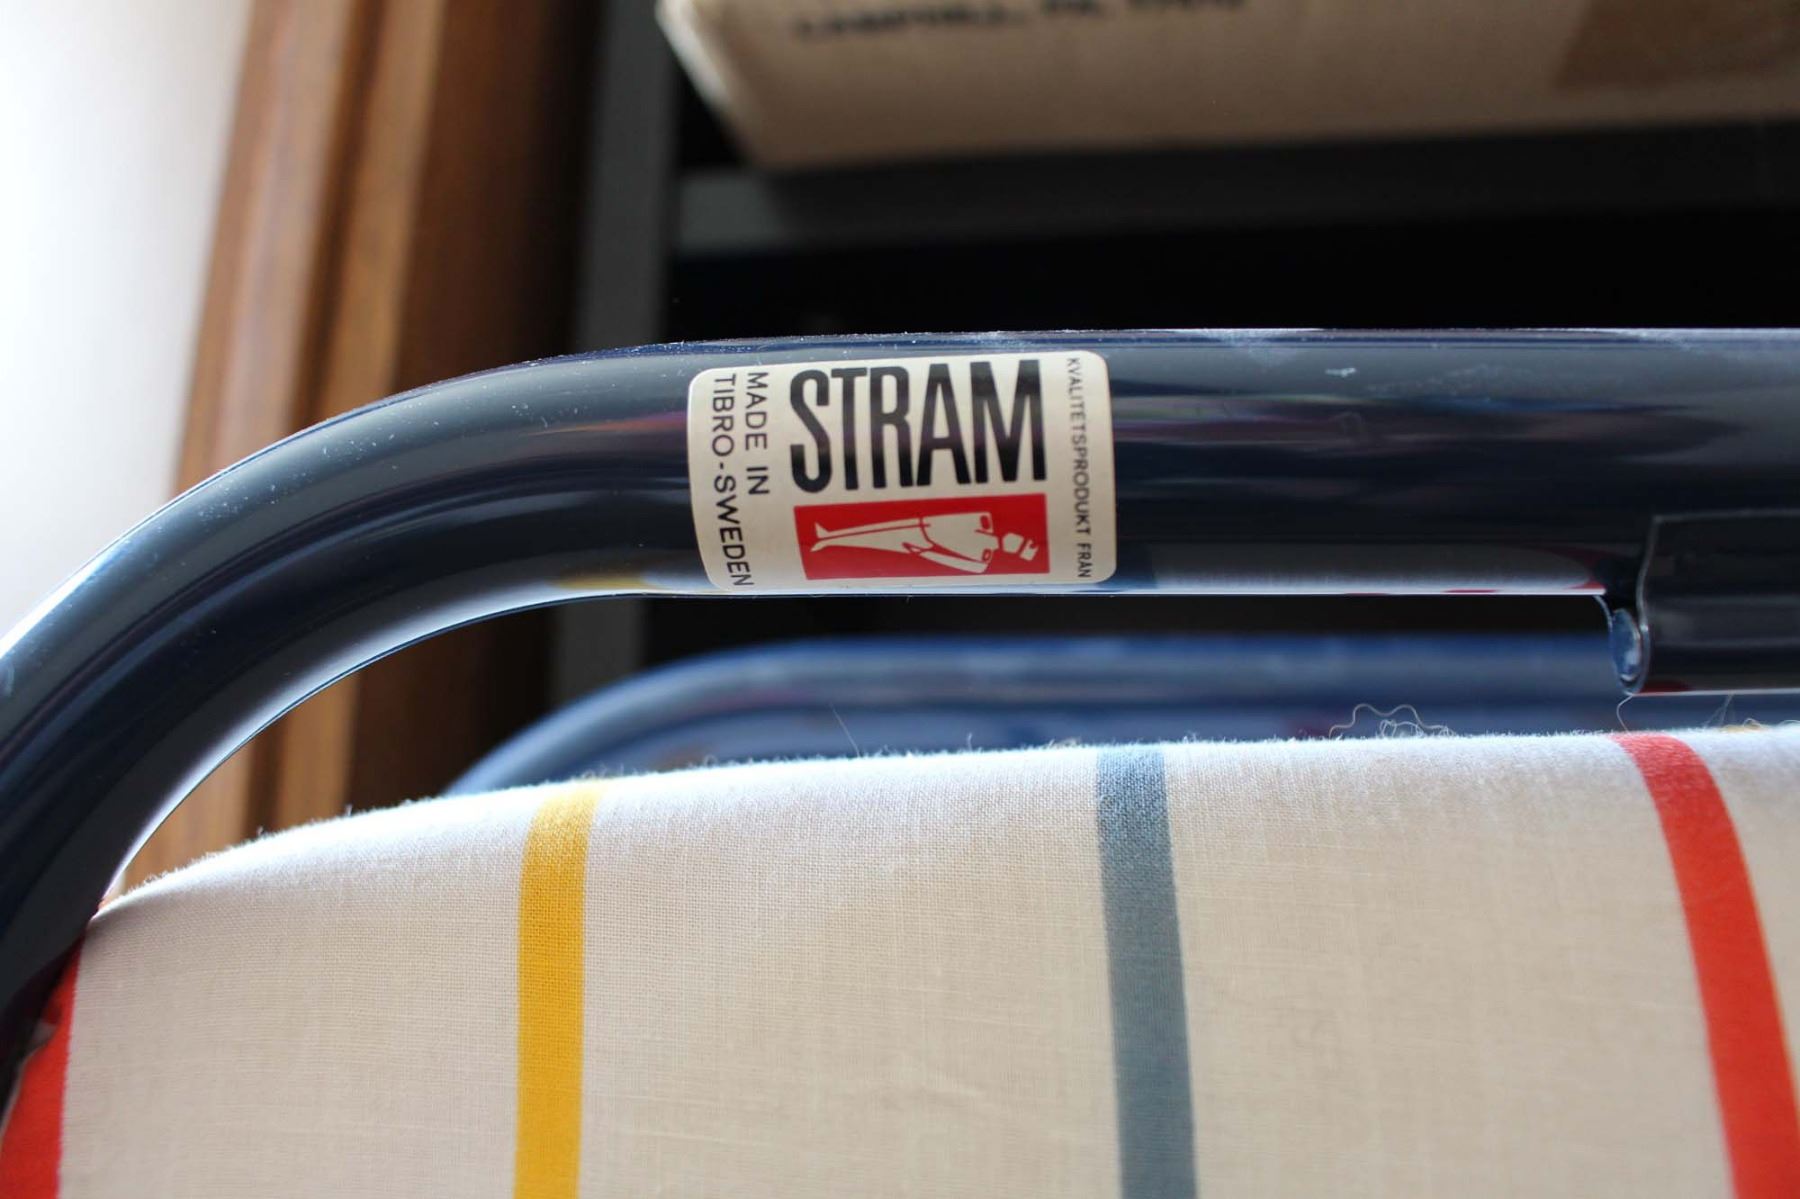 KVALITETSPRODUKT FRÅN
STRAM
MADE IN
TIBRO-SWEDEN